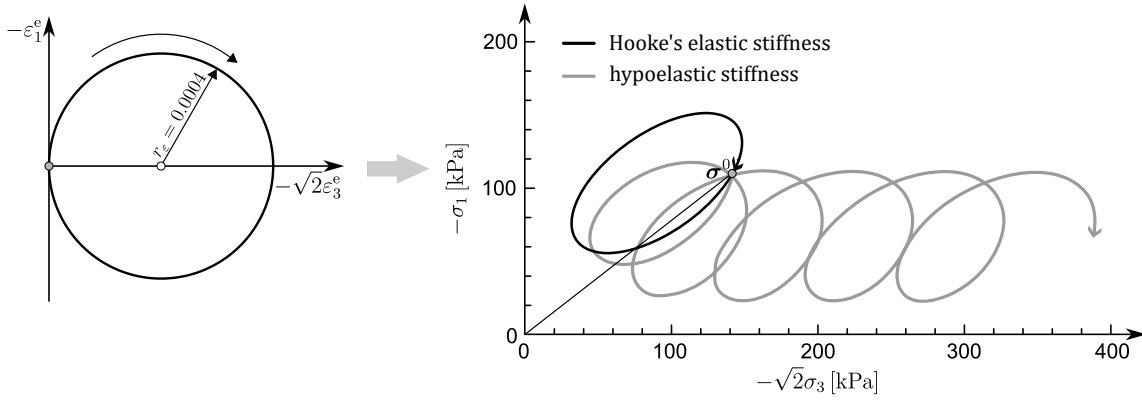 −ε₁ᵉ
r_ε = 0.0004
−√2ε₃ᵉ
−σ₁ [kPa]
200
100
0
Hooke's elastic stiffness
hypoelastic stiffness
σ⁰
0
100
200
300
400
−√2σ₃ [kPa]